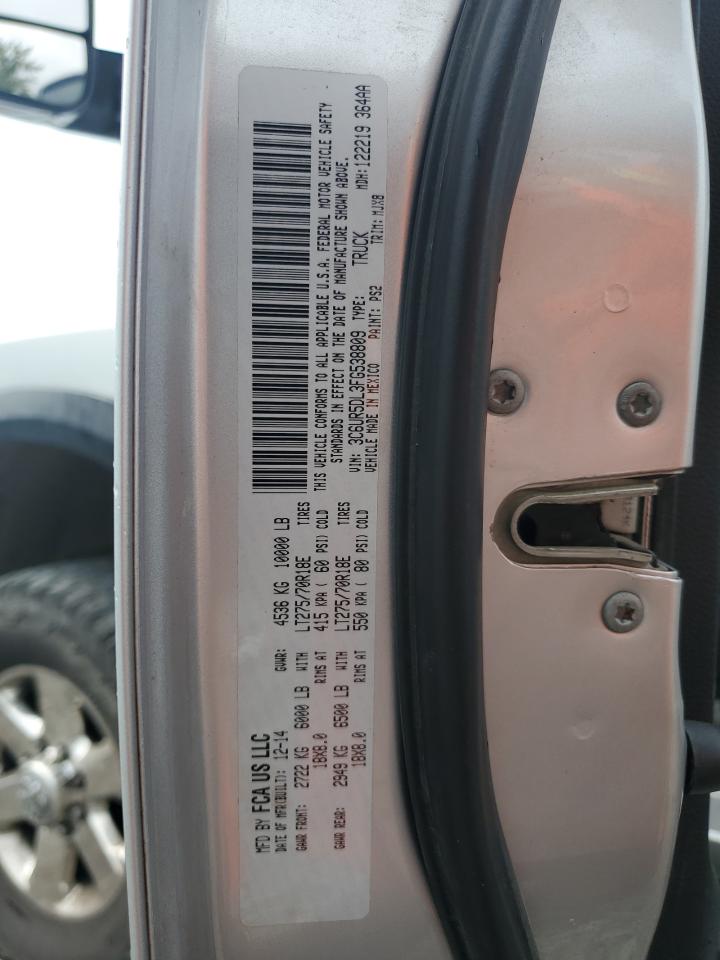 MFD BY FCA US LLC
DATE OF MFR(BUILT): 12-14 GVWR: 4536 KG 10000 LB
GAWR FRONT: 2722 KG 6000 LB WITH LT275/70R18E TIRES
18X8.0 RIMS AT 415 KPA ( 60 PSI) COLD
GAWR REAR: 2949 KG 6500 LB WITH LT275/70R18E TIRES
18X8.0 RIMS AT 550 KPA ( 80 PSI) COLD
THIS VEHICLE CONFORMS TO ALL APPLICABLE U.S.A. FEDERAL MOTOR VEHICLE SAFETY
STANDARDS IN EFFECT ON THE DATE OF MANUFACTURE SHOWN ABOVE.
VIN: 3C6UR5DL3FG538809 TYPE: TRUCK MDH: 122219 364AA
VEHICLE MADE IN MEXICO PAINT: PS2 TRIM: MJX8